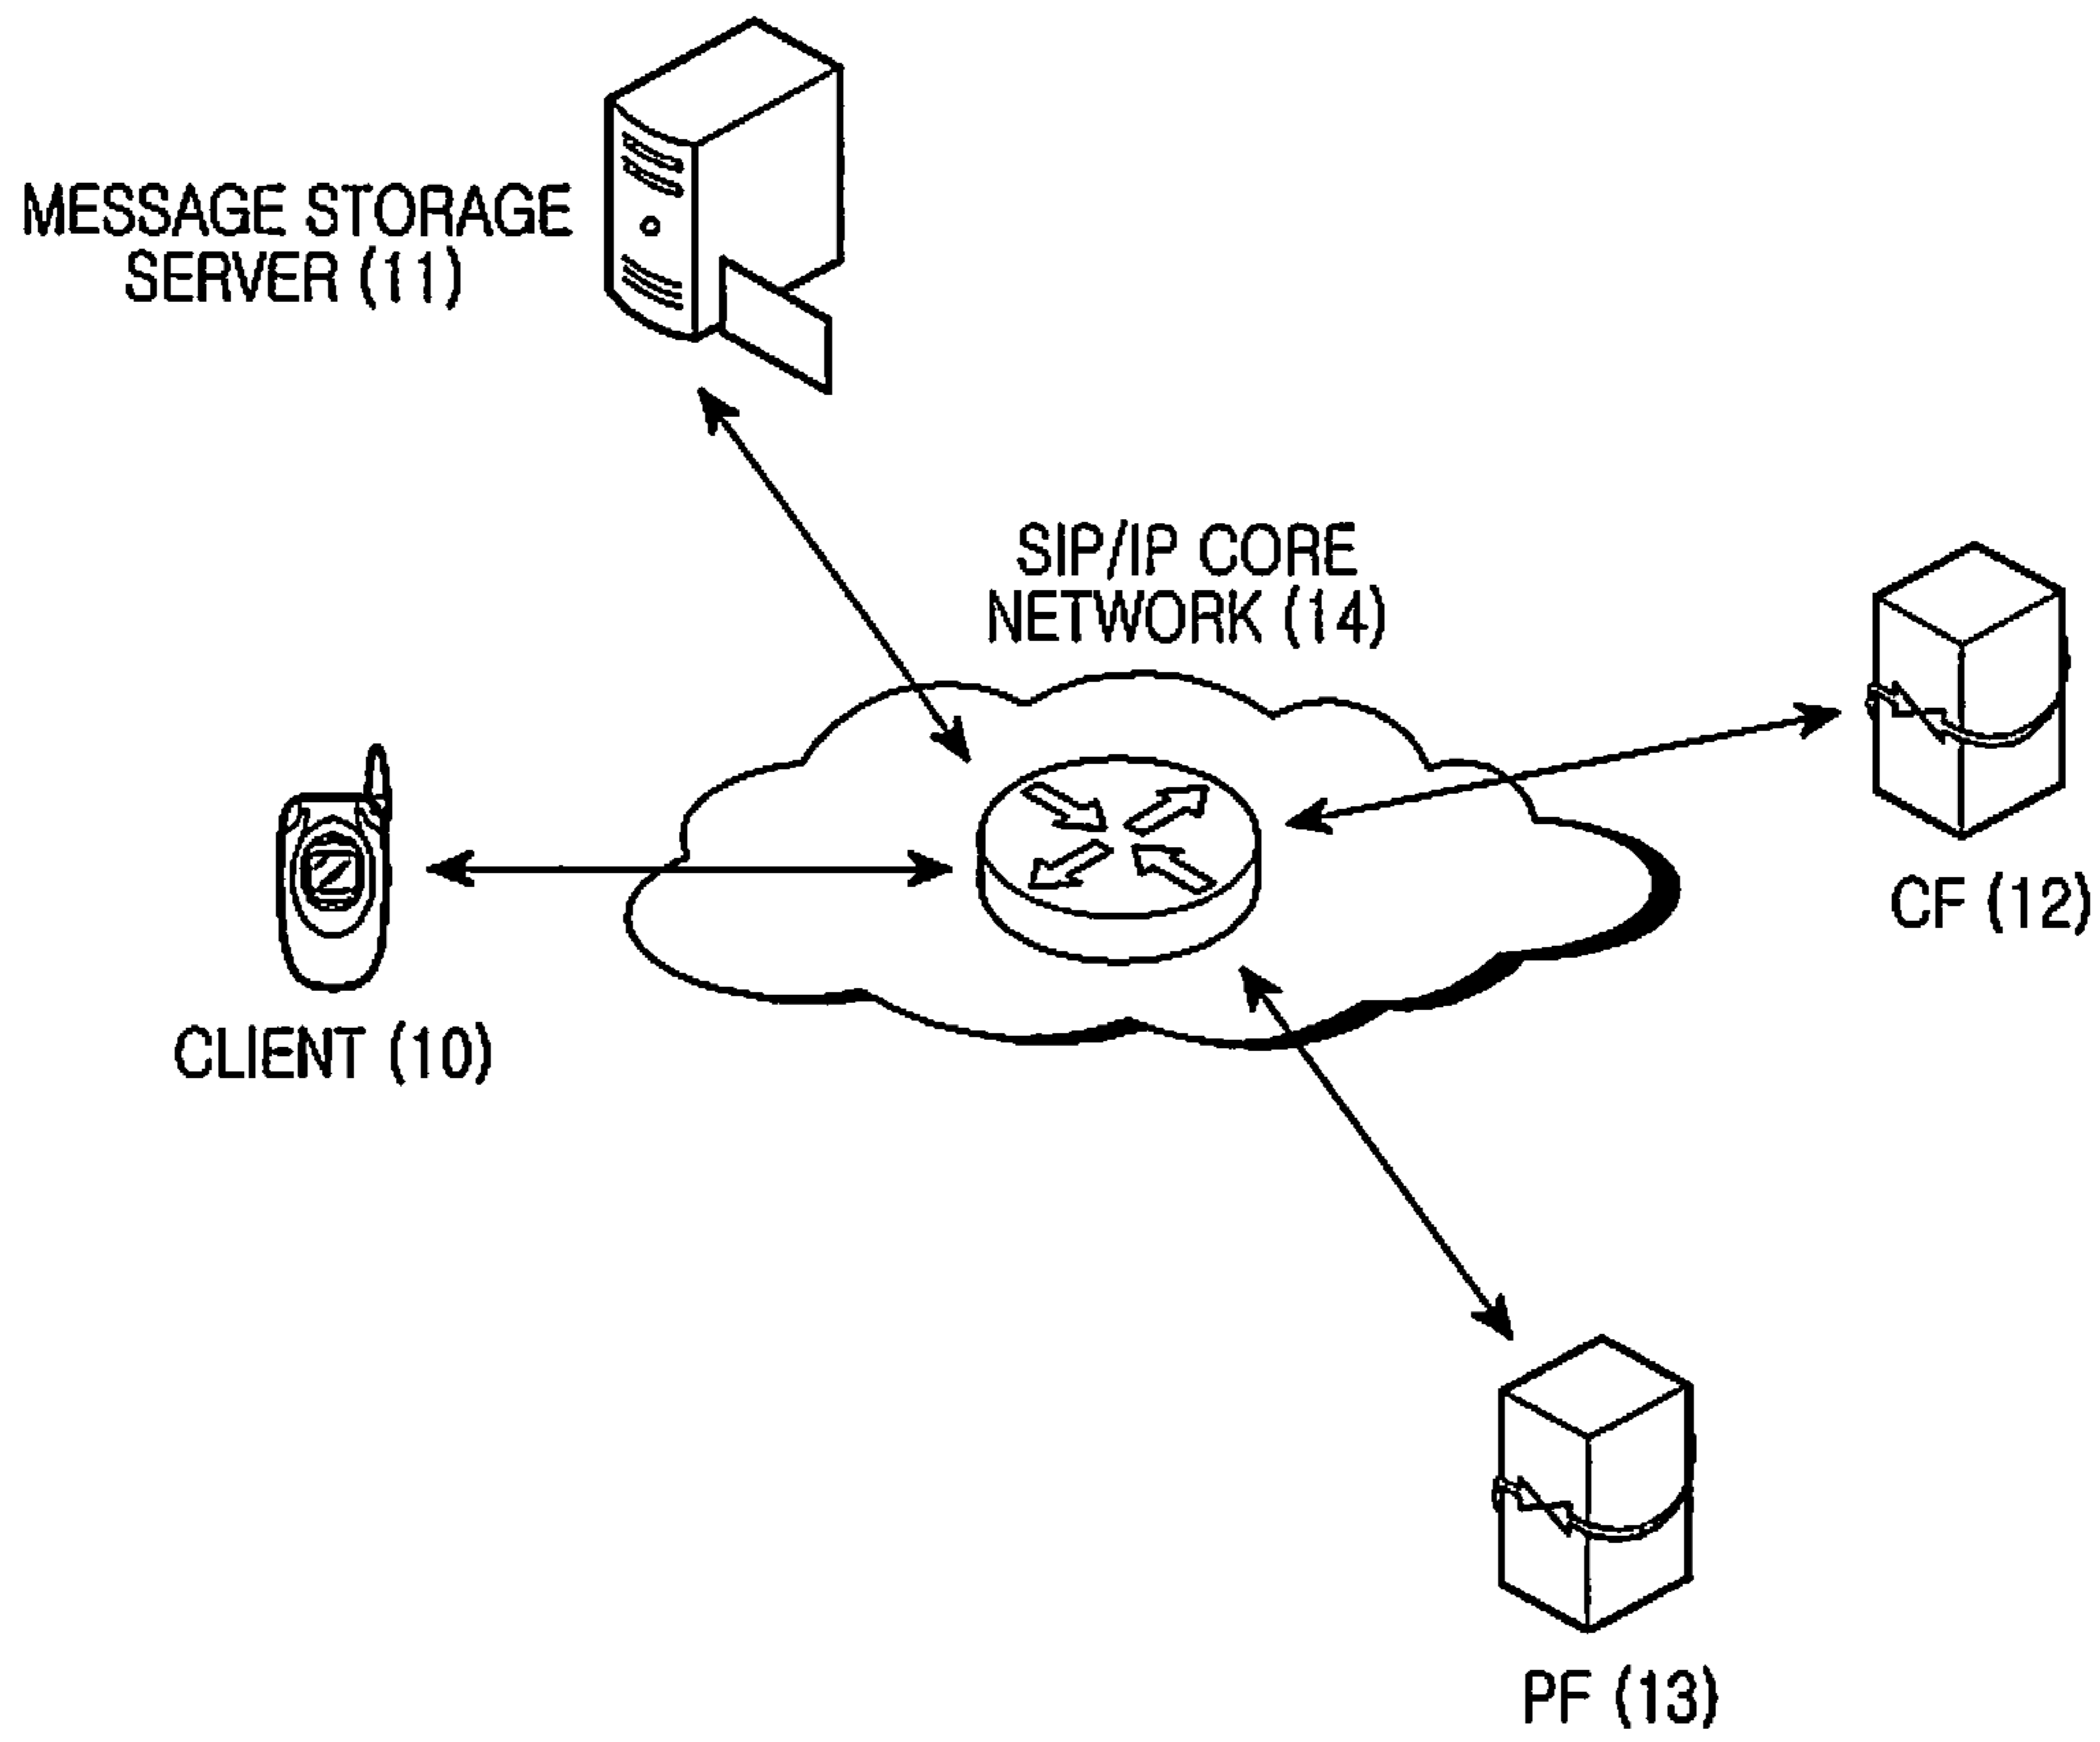 MESSAGE STORAGE
SERVER (11)
SIP/IP CORE
NETWORK (14)
CF (12)
CLIENT (10)
PF (13)